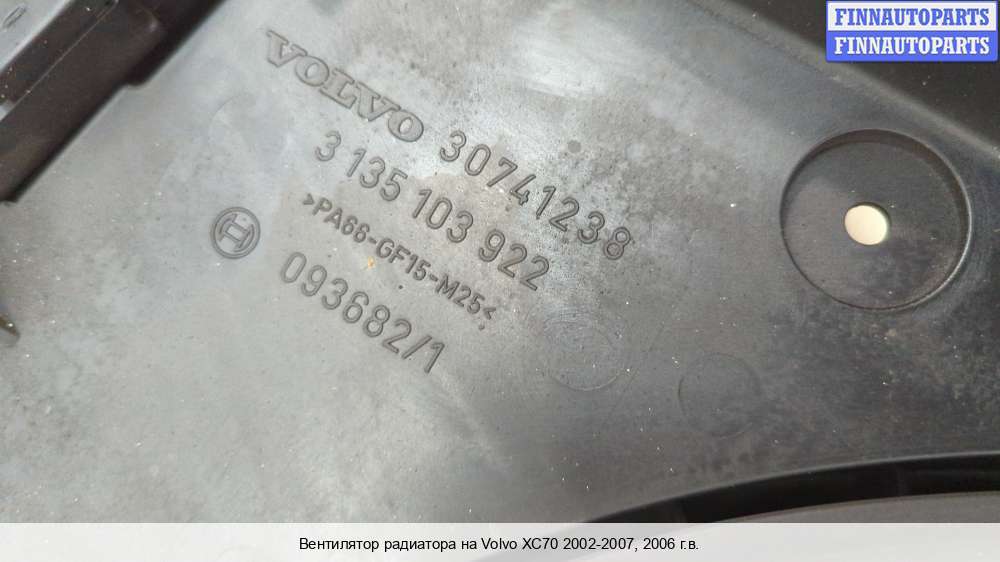 FINNAUTOPARTS
FINNAUTOPARTS
VOLVO 30741238
3 135 103 922
>PA66-GF15-M25<
093682/1
Вентилятор радиатора на Volvo XC70 2002-2007, 2006 г.в.